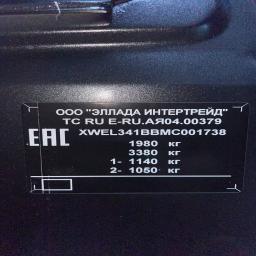 ООО "ЭЛЛАДА ИНТЕРТРЕЙД"
ТС RU E-RU.АЯ04.00379
EAC
XWEL341BBMC001738
1980 кг
3380 кг
1- 1140 кг
2- 1050 кг